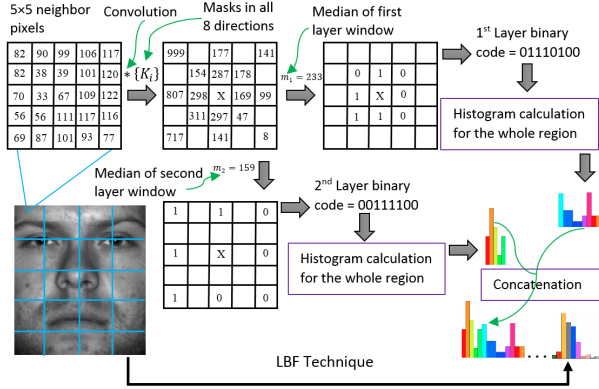 5×5 neighbor
pixels
Convolution
Masks in all
8 directions
Median of first
layer window
1st Layer binary
code = 01110100
82 90 99 106 117
82 38 39 101 120
70 33 67 109 122
56 56 111 117 116
69 87 101 93 77
* {Ki}
999 177 141
154 287 178
807 298 X 169 99
311 297 47
717 141 8
m1 = 233
0 1 0
1 X 0
1 1 0
Histogram calculation
for the whole region
Median of second
layer window
m2 = 159
1 1 0
1 X 0
1 0 0
2nd Layer binary
code = 00111100
Histogram calculation
for the whole region
Concatenation
LBF Technique